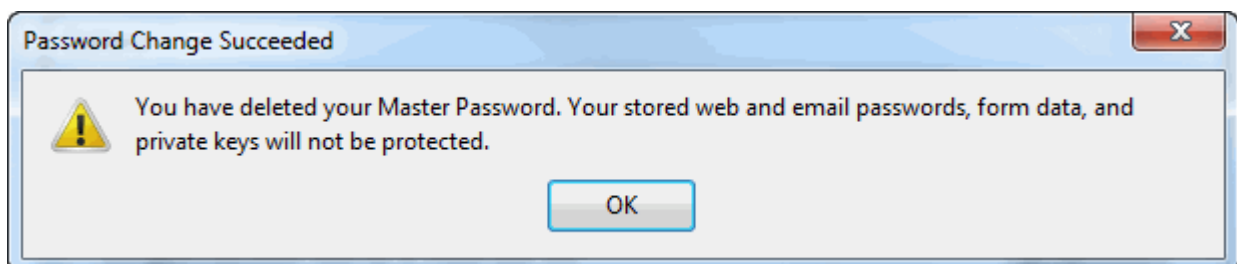 Password Change Succeeded
You have deleted your Master Password. Your stored web and email passwords, form data, and
private keys will not be protected.
OK